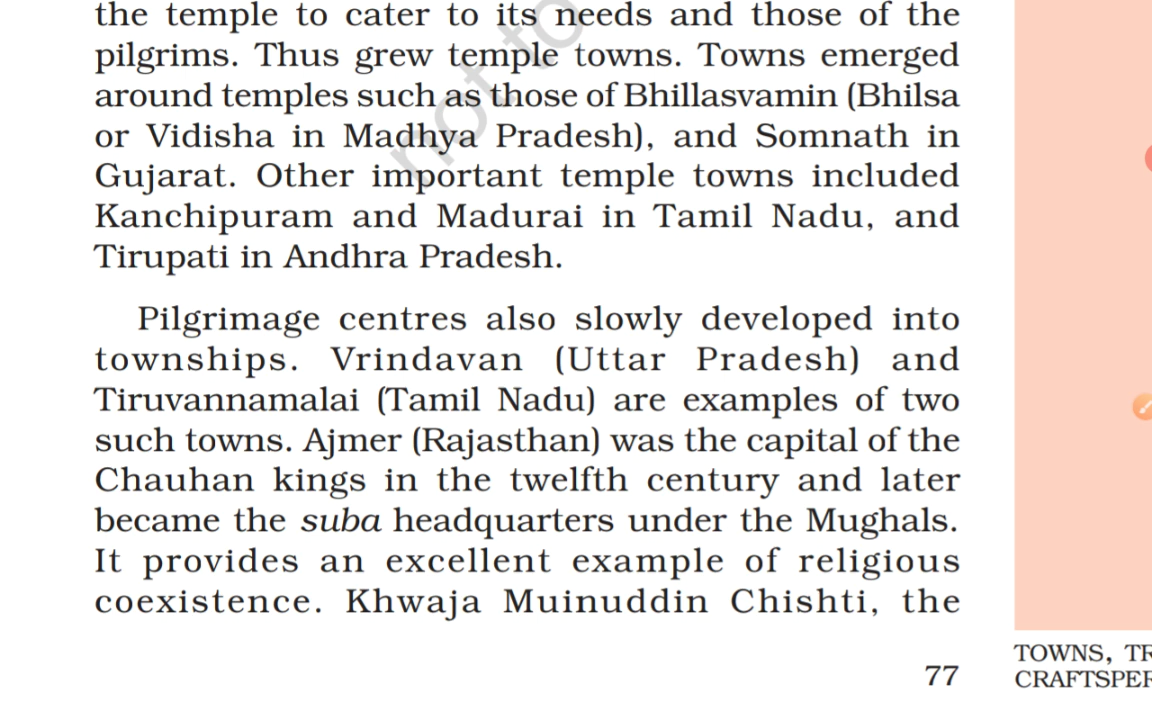 the temple to cater to its needs and those of the
pilgrims. Thus grew temple towns. Towns emerged
around temples such as those of Bhillasvamin (Bhilsa
or Vidisha in Madhya Pradesh), and Somnath in
Gujarat. Other important temple towns included
Kanchipuram and Madurai in Tamil Nadu, and
Tirupati in Andhra Pradesh.
Pilgrimage centres also slowly developed into
townships. Vrindavan (Uttar Pradesh) and
Tiruvannamalai (Tamil Nadu) are examples of two
such towns. Ajmer (Rajasthan) was the capital of the
Chauhan kings in the twelfth century and later
became the suba headquarters under the Mughals.
It provides an excellent example of religious
coexistence. Khwaja Muinuddin Chishti, the
77
TOWNS, TR
CRAFTSPER
not to